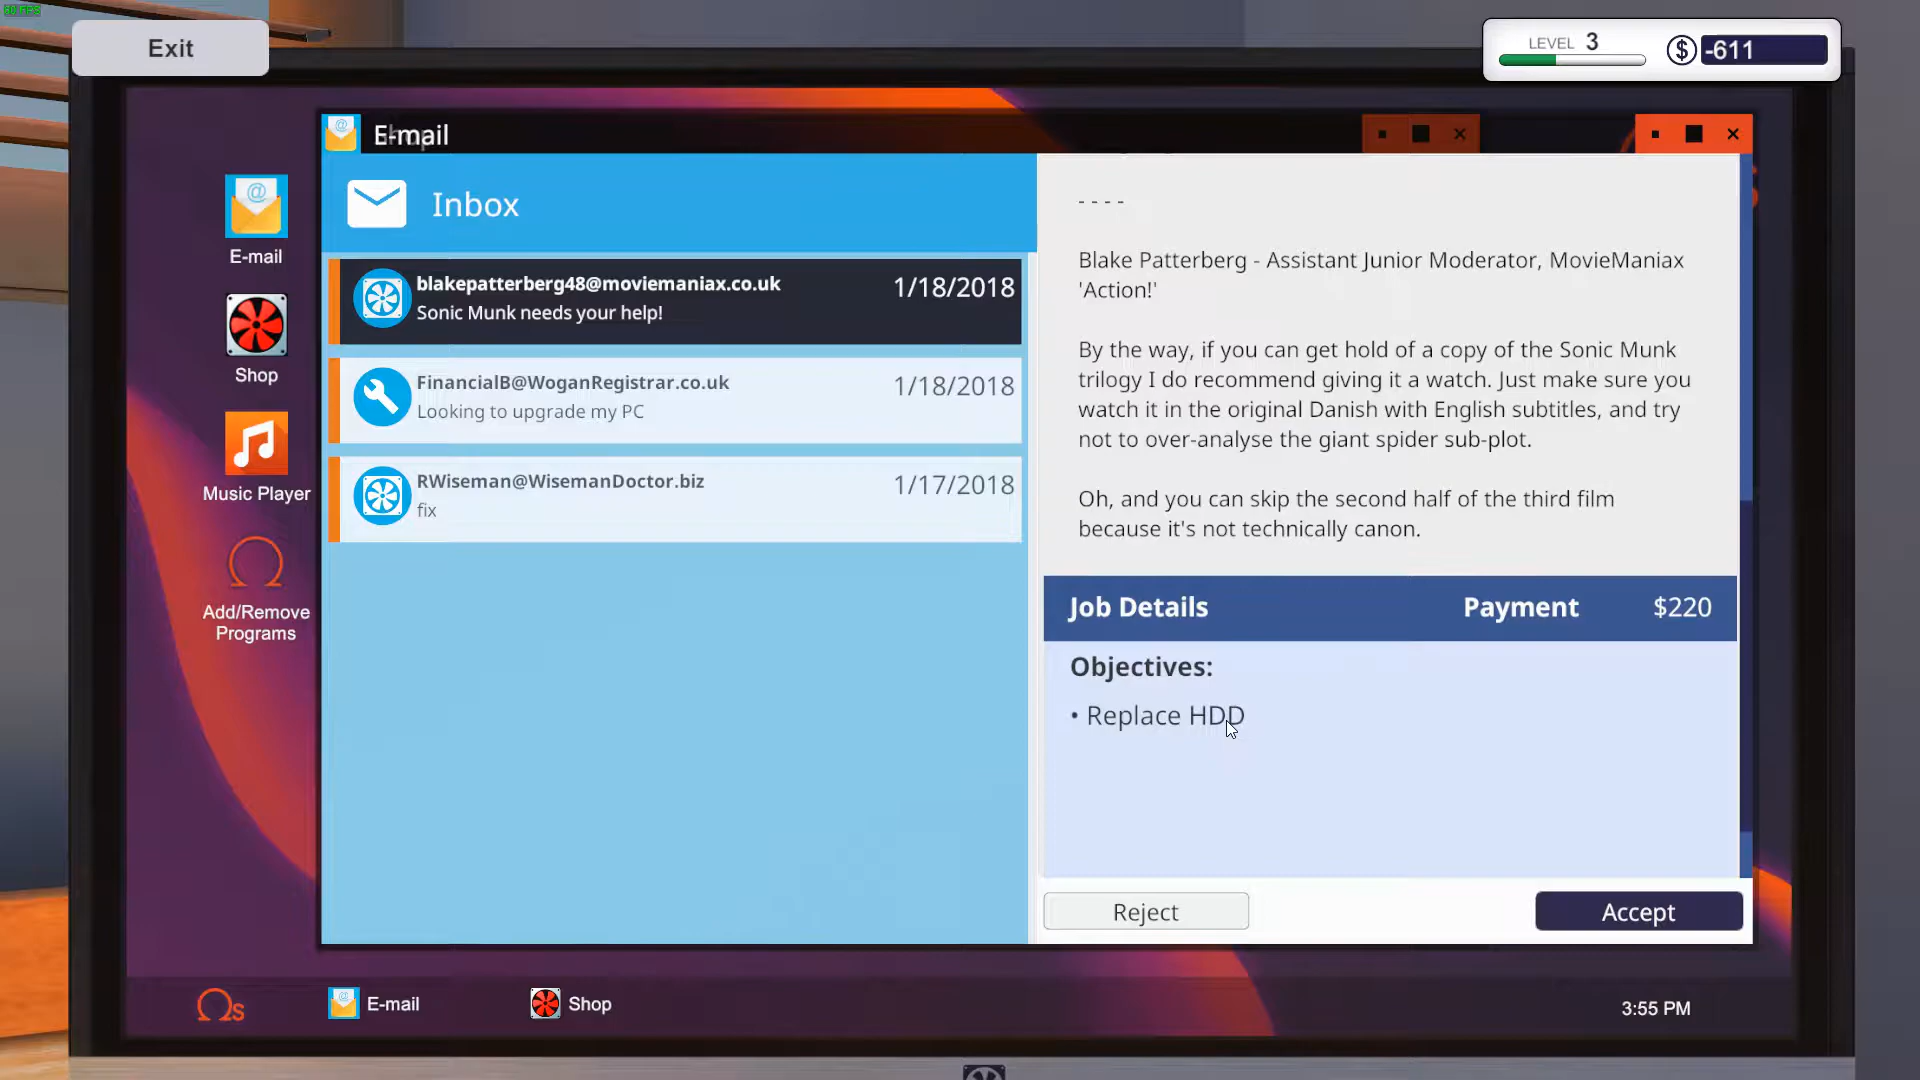 Exit
LEVEL 3
$ -611
E-mail
E-mail
Shop
Music Player
Add/Remove
Programs
Inbox
blakepatterberg48@moviemaniax.co.uk
1/18/2018
Sonic Munk needs your help!
FinancialB@WoganRegistrar.co.uk
1/18/2018
Looking to upgrade my PC
RWiseman@WisemanDoctor.biz
1/17/2018
fix
- - - -
Blake Patterberg - Assistant Junior Moderator, MovieManiax
'Action!'
By the way, if you can get hold of a copy of the Sonic Munk
trilogy I do recommend giving it a watch. Just make sure you
watch it in the original Danish with English subtitles, and try
not to over-analyse the giant spider sub-plot.
Oh, and you can skip the second half of the third film
because it's not technically canon.
Job Details
Payment
$220
Objectives:
• Replace HDD
Reject
Accept
Ωs
E-mail
Shop
3:55 PM